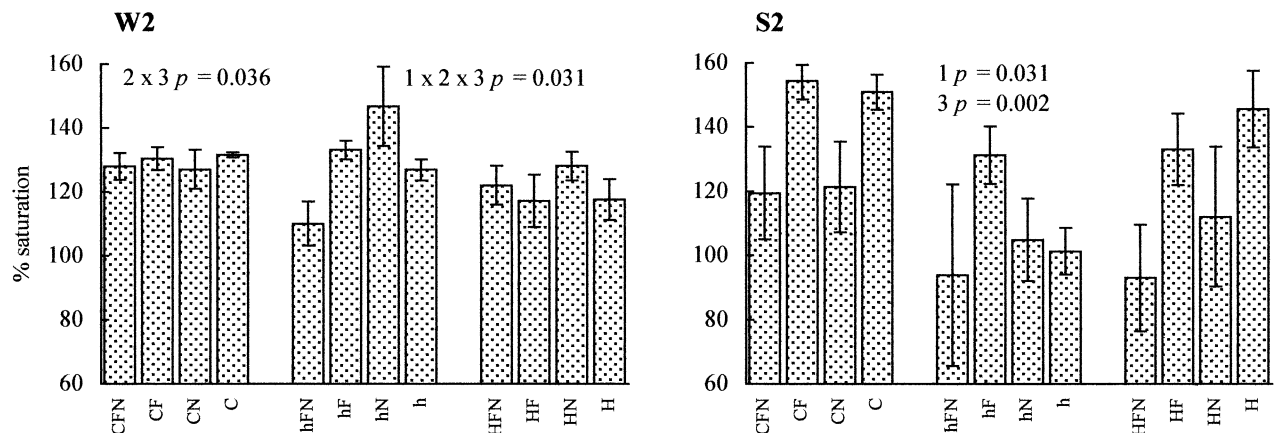 W2
S2
160
140
120
100
80
60
% saturation
2 x 3 p = 0.036
1 x 2 x 3 p = 0.031
CFN
CF
CN
C
hFN
hF
hN
h
HFN
HF
HN
H
160
140
120
100
80
60
1 p = 0.031
3 p = 0.002
CFN
CF
CN
C
hFN
hF
hN
h
HFN
HF
HN
H